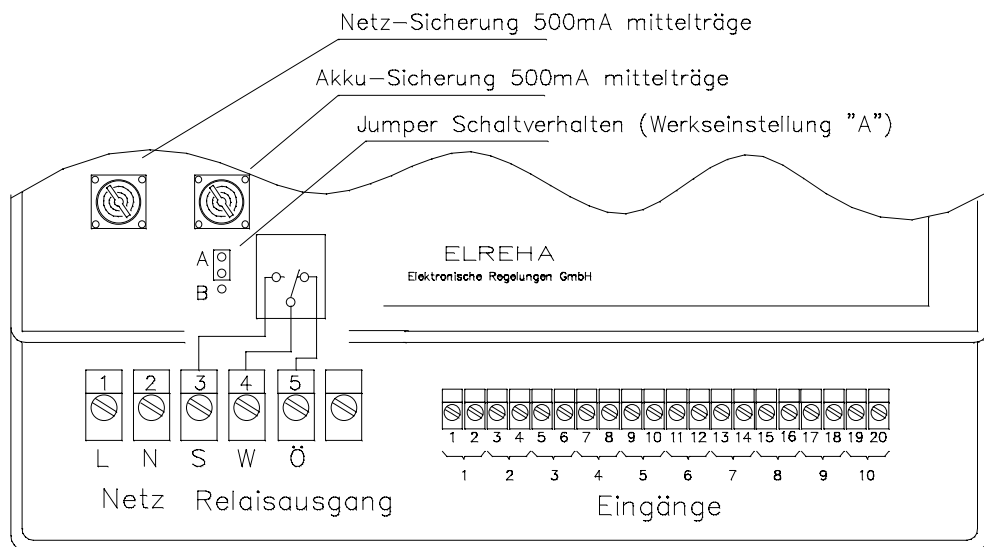 Netz-Sicherung 500mA mittelträge
Akku-Sicherung 500mA mittelträge
Jumper Schaltverhalten (Werkseinstellung "A")
A
B
ELREHA
Elektronische Regelungen GmbH
1 2 3 4 5
L N S W Ö
Netz Relaisausgang
1 2 3 4 5 6 7 8 9 10 11 12 13 14 15 16 17 18 19 20
1 2 3 4 5 6 7 8 9 10
Eingänge